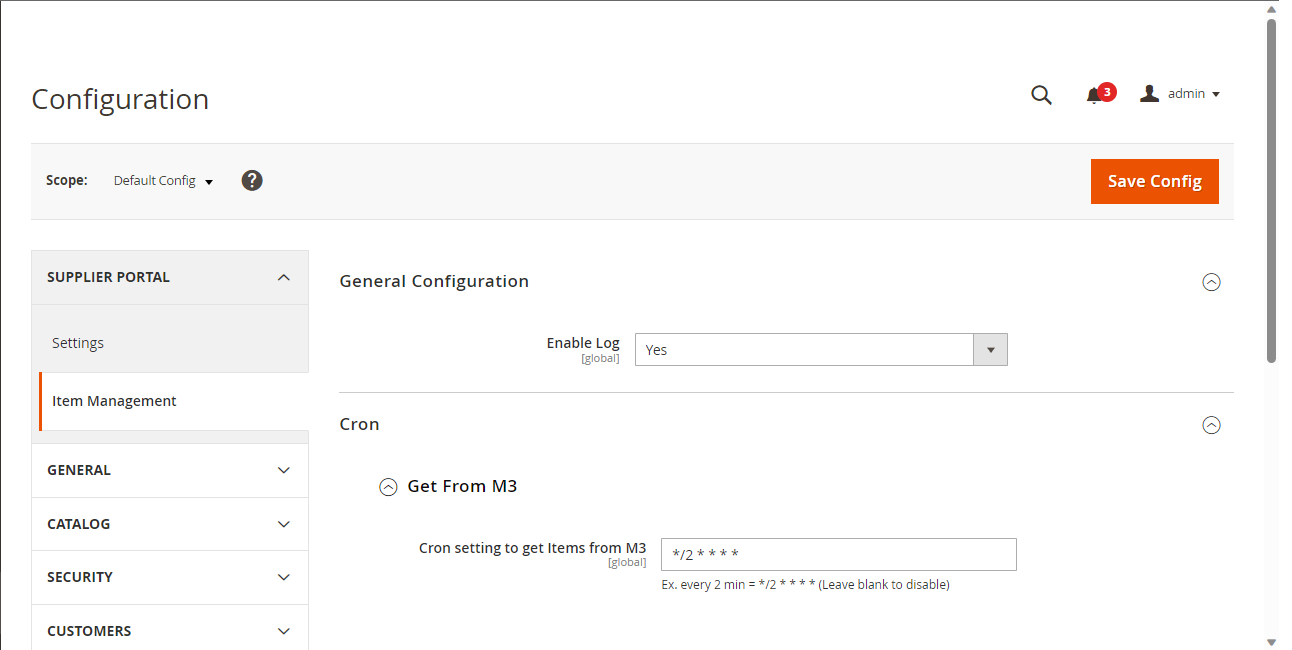 Configuration
3
admin
Scope:
Default Config
?
Save Config
SUPPLIER PORTAL
Settings
Item Management
GENERAL
CATALOG
SECURITY
CUSTOMERS
General Configuration
Enable Log
[global]
Yes
Cron
Get From M3
Cron setting to get Items from M3
[global]
*/2 * * * *
Ex. every 2 min = */2 * * * * (Leave blank to disable)